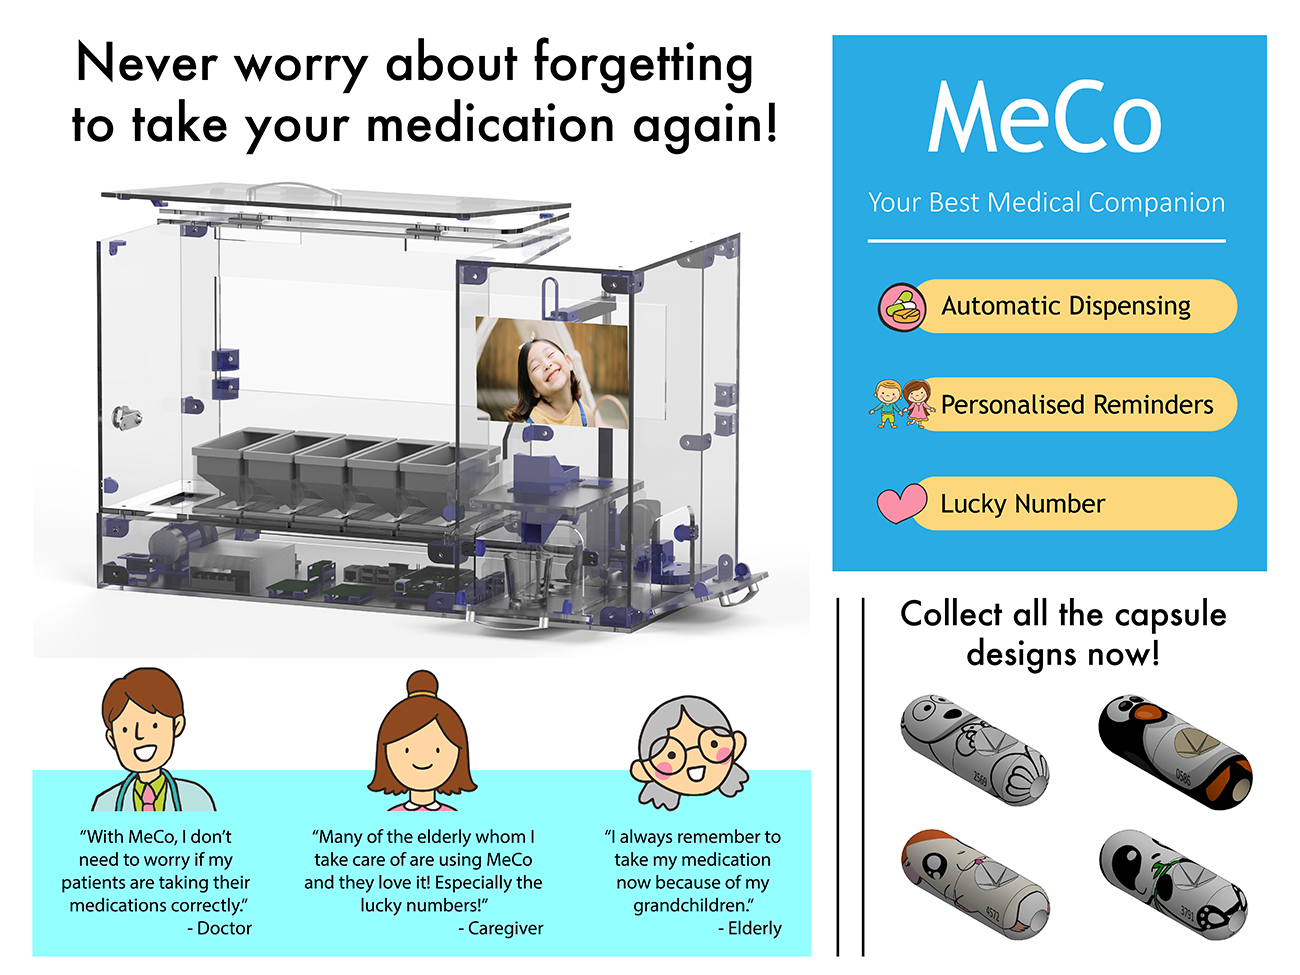 Never worry about forgetting
to take your medication again!
MeCo
Your Best Medical Companion
Automatic Dispensing
Personalised Reminders
Lucky Number
Collect all the capsule
designs now!
2569
0586
4572
3791
“With MeCo, I don’t
need to worry if my
patients are taking their
medications correctly.”
- Doctor
“Many of the elderly whom I
take care of are using MeCo
and they love it! Especially the
lucky numbers!”
- Caregiver
“I always remember to
take my medication
now because of my
grandchildren.”
- Elderly